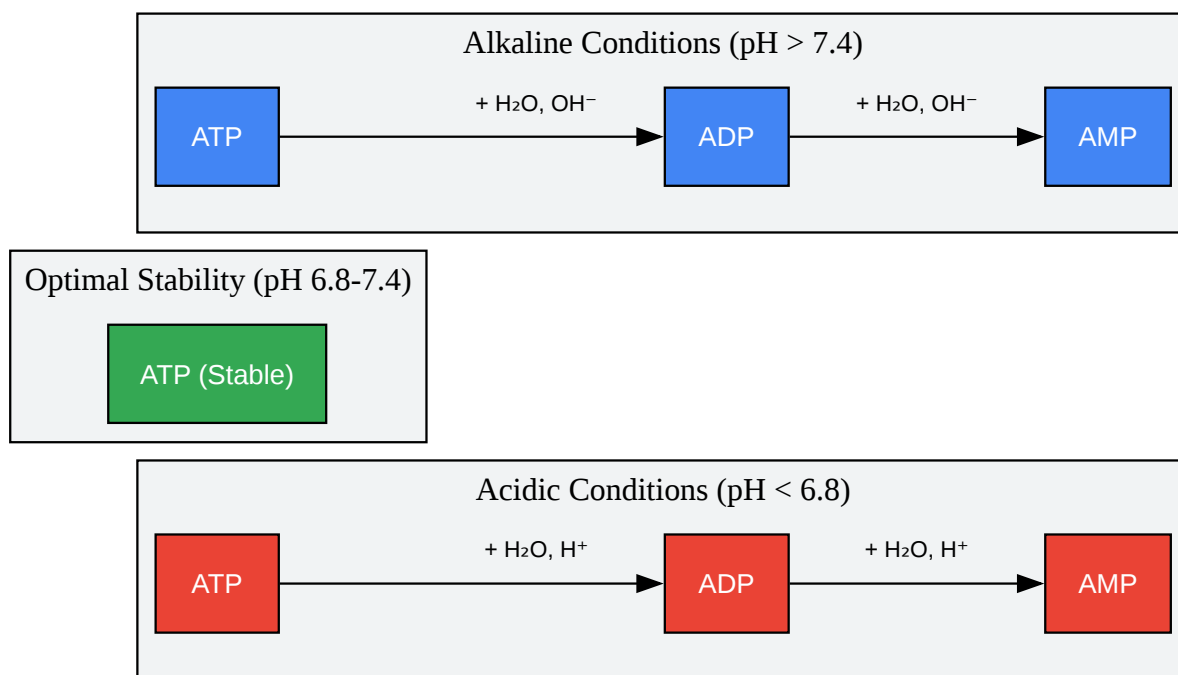 Alkaline Conditions (pH > 7.4)
+ H₂O, OH⁻
+ H₂O, OH⁻
ATP
ADP
AMP
Optimal Stability (pH 6.8-7.4)
ATP (Stable)
Acidic Conditions (pH < 6.8)
+ H₂O, H⁺
+ H₂O, H⁺
ATP
ADP
AMP